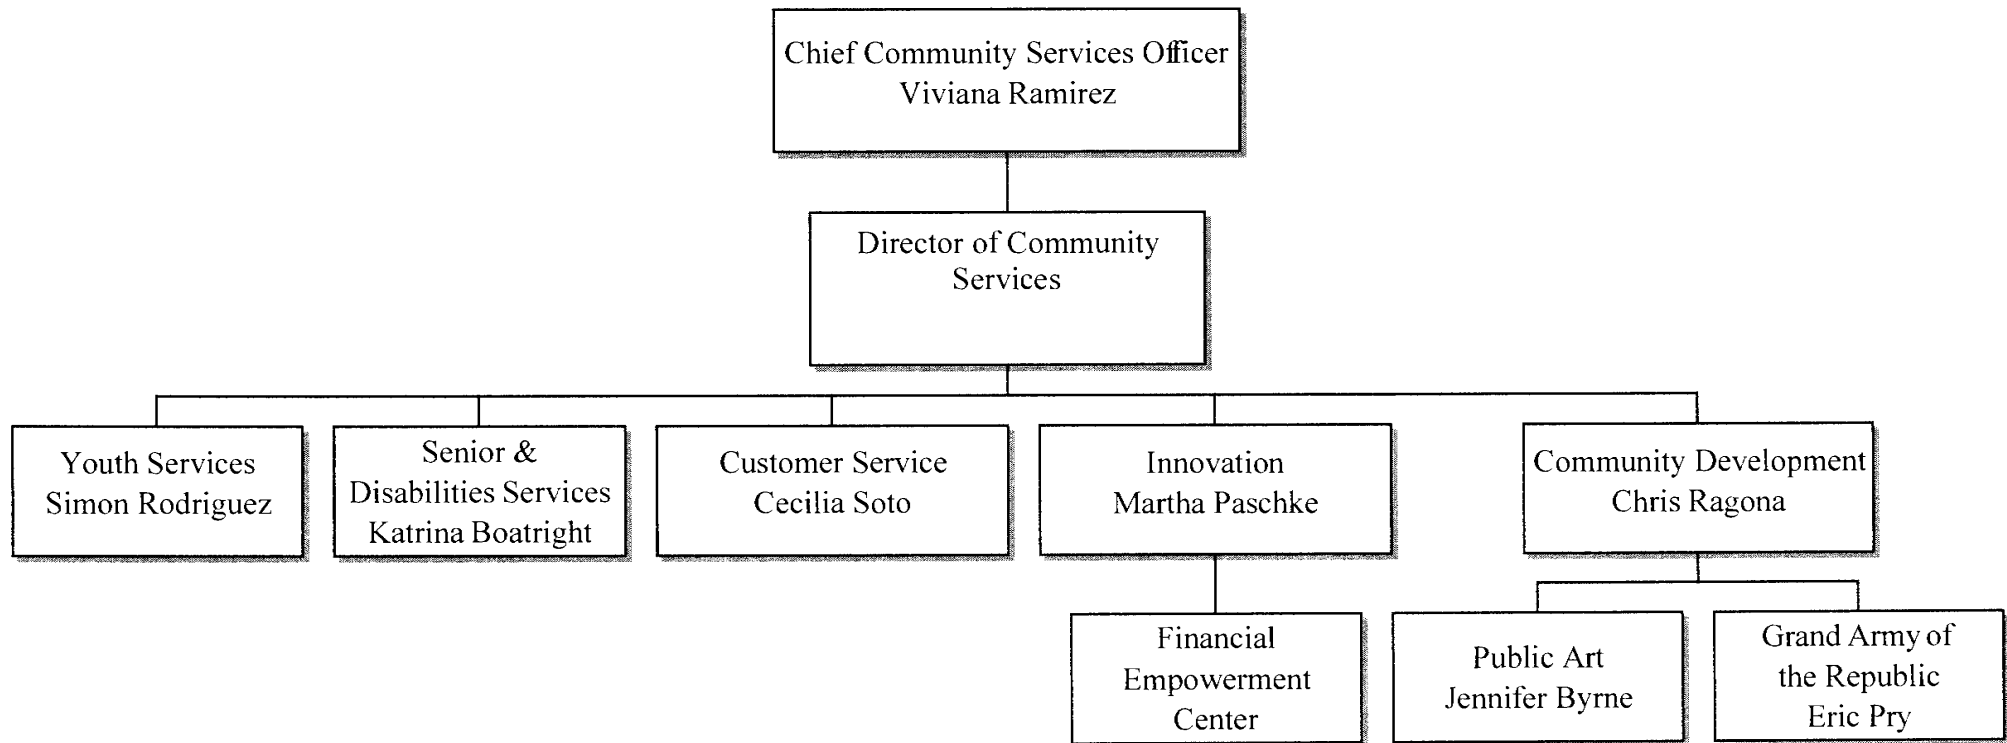 Chief Community Services Officer
Viviana Ramirez
Director of Community
Services
Youth Services
Simon Rodriguez
Senior &
Disabilities Services
Katrina Boatright
Customer Service
Cecilia Soto
Innovation
Martha Paschke
Community Development
Chris Ragona
Financial
Empowerment
Center
Public Art
Jennifer Byrne
Grand Army of
the Republic
Eric Pry